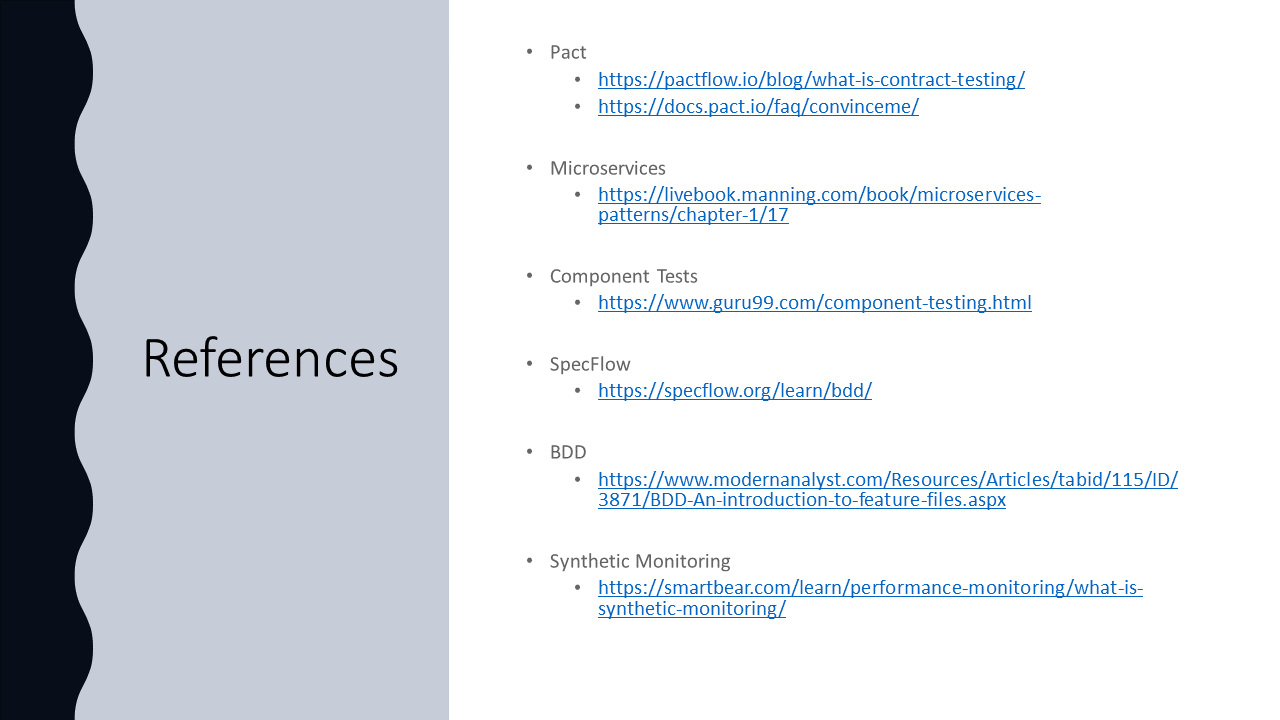 References
• Pact
• https://pactflow.io/blog/what-is-contract-testing/
• https://docs.pact.io/faq/convinceme/
• Microservices
• https://livebook.manning.com/book/microservices-
patterns/chapter-1/17
• Component Tests
• https://www.guru99.com/component-testing.html
• SpecFlow
• https://specflow.org/learn/bdd/
• BDD
• https://www.modernanalyst.com/Resources/Articles/tabid/115/ID/
3871/BDD-An-introduction-to-feature-files.aspx
• Synthetic Monitoring
• https://smartbear.com/learn/performance-monitoring/what-is-
synthetic-monitoring/